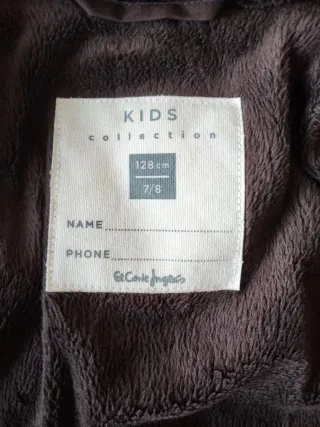 KIDS
collection
128 cm
7/8
NAME
PHONE
El Corte Inglés